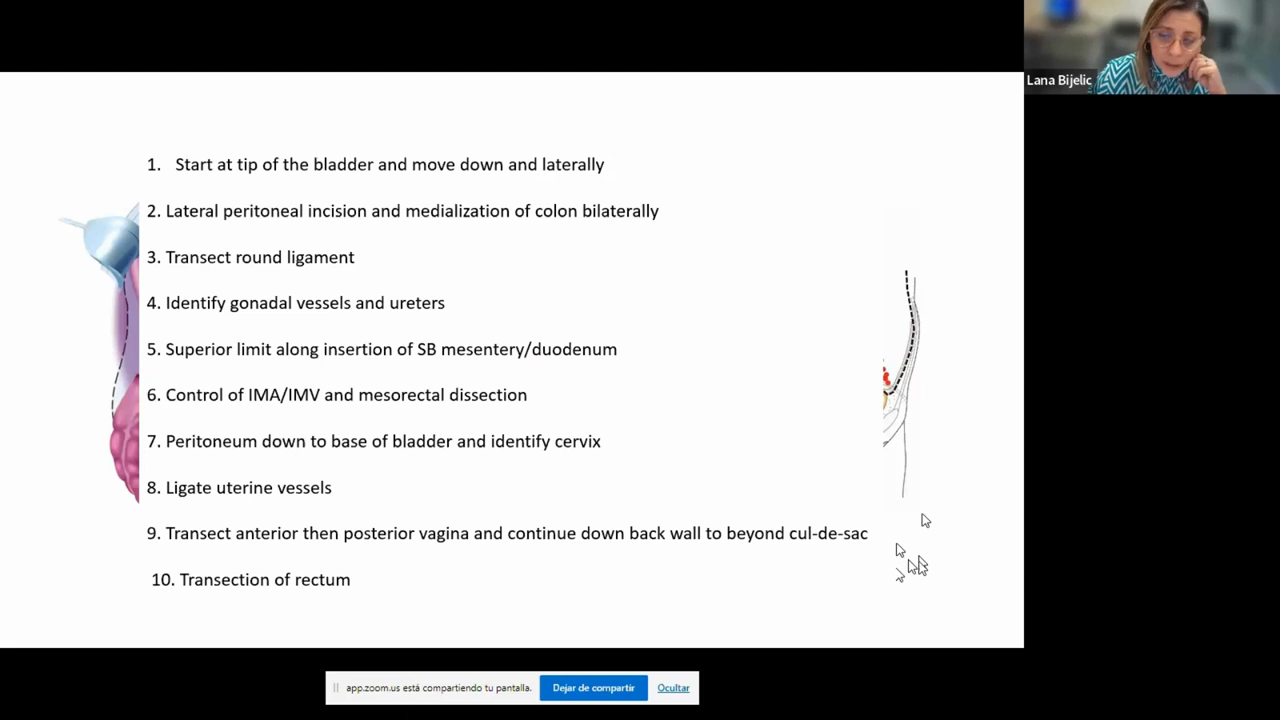 Lana Bijelic
1. Start at tip of the bladder and move down and laterally
2. Lateral peritoneal incision and medialization of colon bilaterally
3. Transect round ligament
4. Identify gonadal vessels and ureters
5. Superior limit along insertion of SB mesentery/duodenum
6. Control of IMA/IMV and mesorectal dissection
7. Peritoneum down to base of bladder and identify cervix
8. Ligate uterine vessels
9. Transect anterior then posterior vagina and continue down back wall to beyond cul-de-sac
10. Transection of rectum
app.zoom.us está compartiendo tu pantalla. Dejar de compartir Ocultar